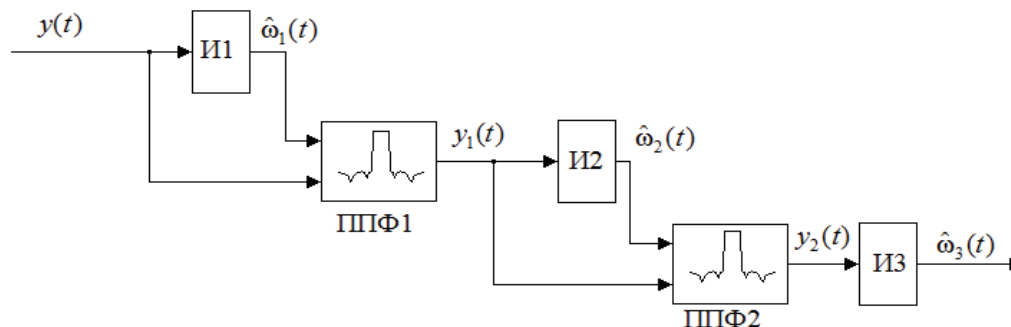 y(t)
И1
ω̂₁(t)
ППФ1
y₁(t)
И2
ω̂₂(t)
ППФ2
y₂(t)
И3
ω̂₃(t)